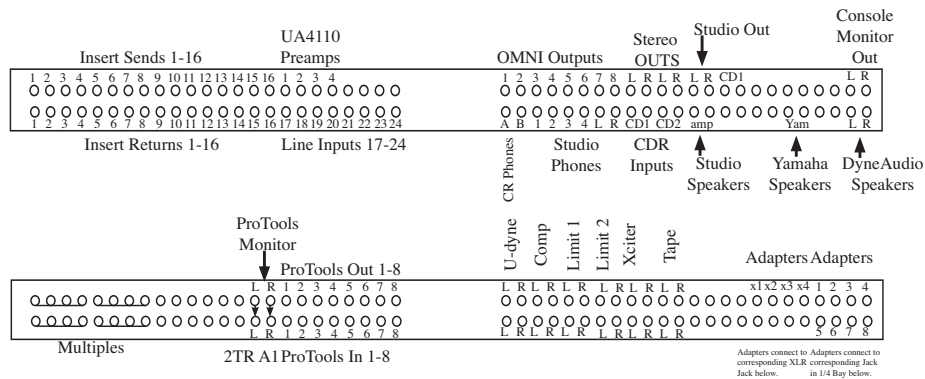 Console
Monitor
Out
UA4110
Preamps
Stereo
OUTS
Studio Out
Insert Sends 1-16
OMNI Outputs
1 2 3 4 5 6 7 8 9 10 11 12 13 14 15 16 1 2 3 4
1 2 3 4 5 6 7 8 L R L R L R CD1 L R
1 2 3 4 5 6 7 8 9 10 11 12 13 14 15 16 17 18 19 20 21 22 23 24
A B 1 2 3 4 L R CD1 CD2 amp Yam L R
Insert Returns 1-16
Line Inputs 17-24
CR Phones
Studio
Phones
CDR
Inputs
Studio
Speakers
Yamaha
Speakers
DyneAudio
Speakers
ProTools
Monitor
U-dyne
Comp
Limit 1
Limit 2
Xciter
Tape
ProTools Out 1-8
Adapters
Adapters
L R 1 2 3 4 5 6 7 8
L R L R L R L R L R L R
x1 x2 x3 x4 1 2 3 4
L R 1 2 3 4 5 6 7 8
L R L R L R L R L R L R
5 6 7 8
Multiples
2TR A1
ProTools In 1-8
Adapters connect to
corresponding XLR
Jack below.
Adapters connect to
corresponding Jack
in 1/4 Bay below.